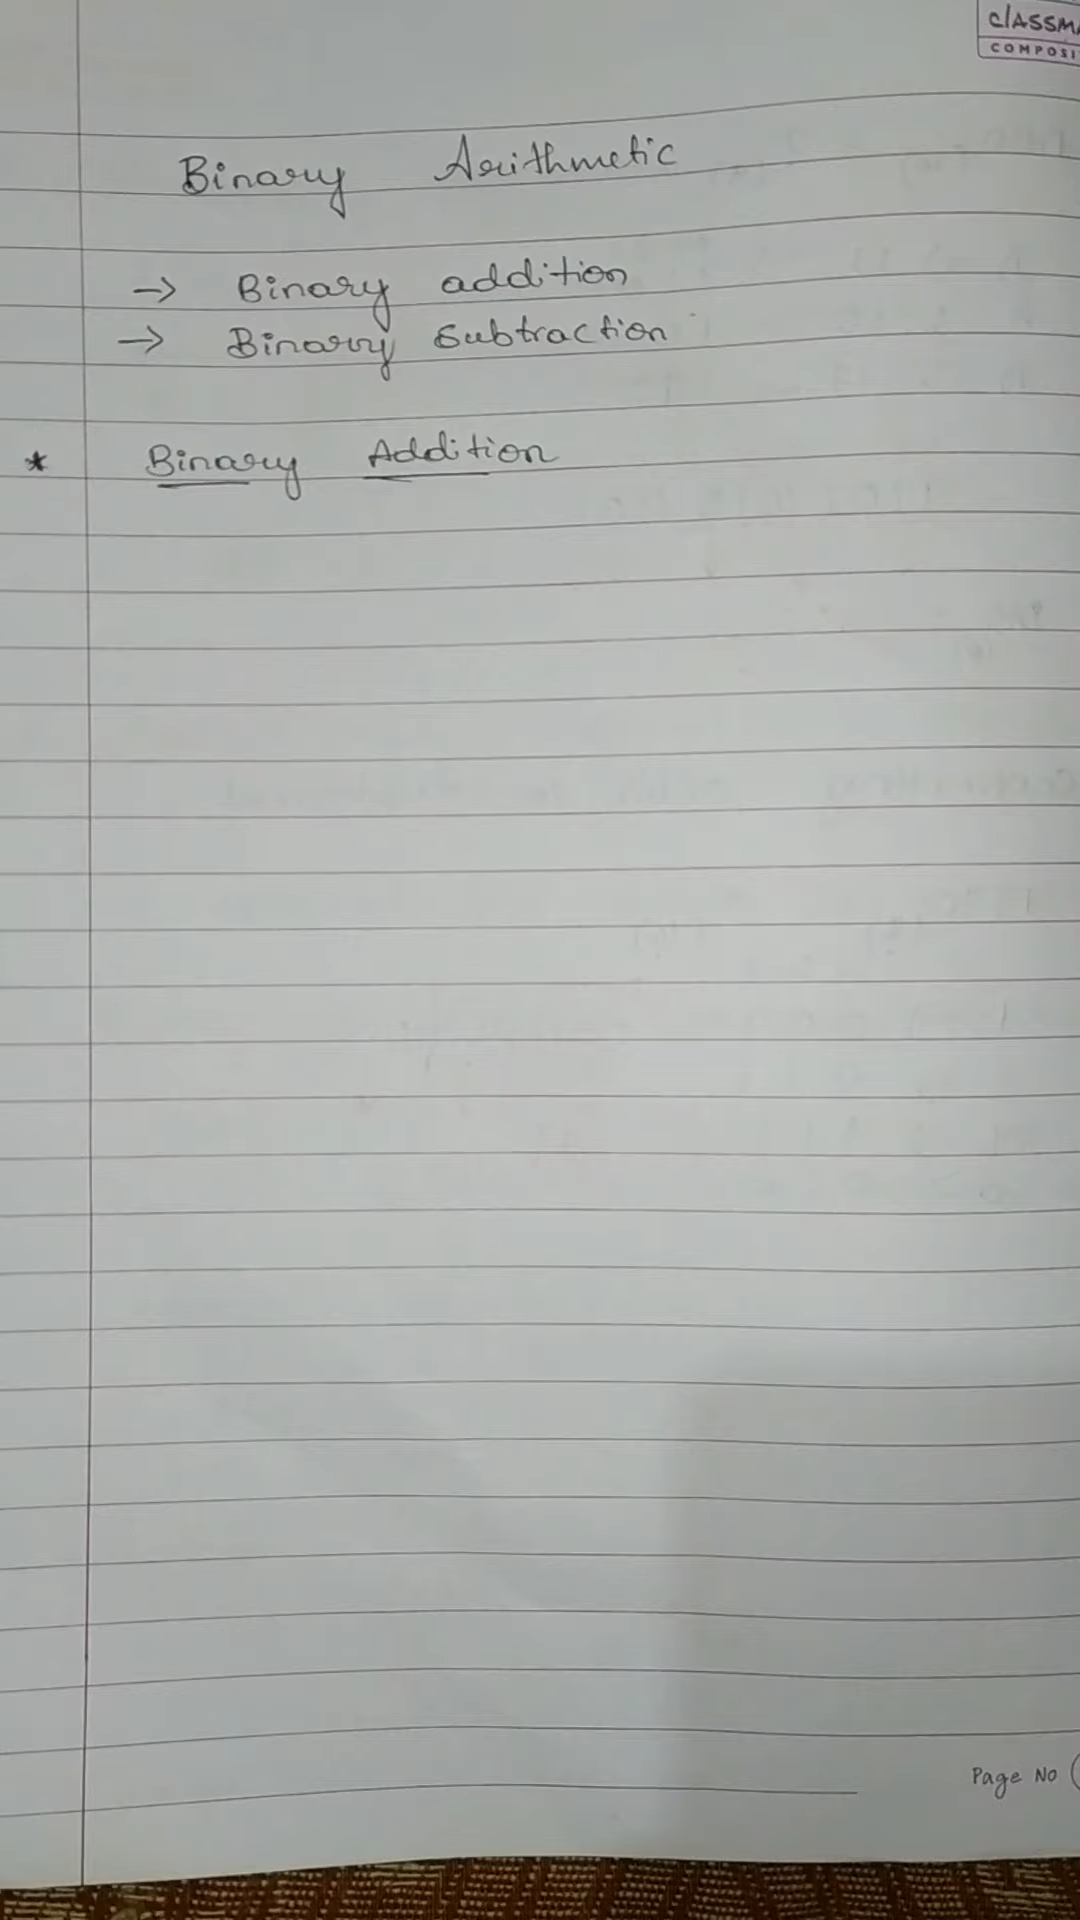 classm
COMPOSI
Binary Arithmetic
→ Binary addition
→ Binary Subtraction
* Binary Addition
Page No